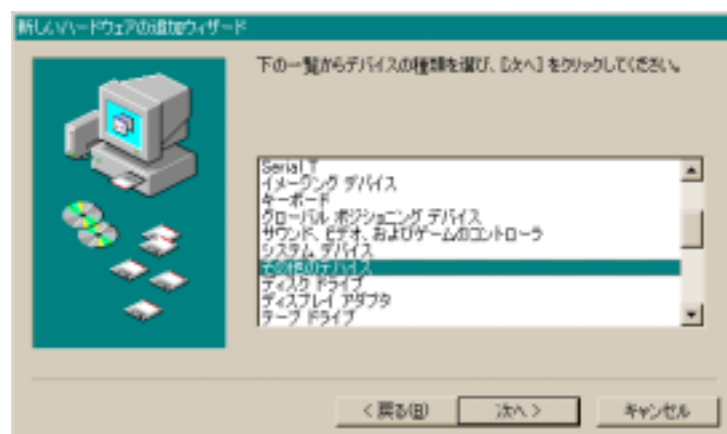 新しいハードウェアの追加ウィザード
下の一覧からデバイスの種類を選び、[次へ] をクリックしてください。
Serial T
イメージング デバイス
キーボード
グローバル ポジショニング デバイス
サウンド、ビデオ、およびゲームのコントローラ
システム デバイス
その他のデバイス
ディスク ドライブ
ディスプレイ アダプタ
テープ ドライブ
< 戻る(B)
次へ >
キャンセル